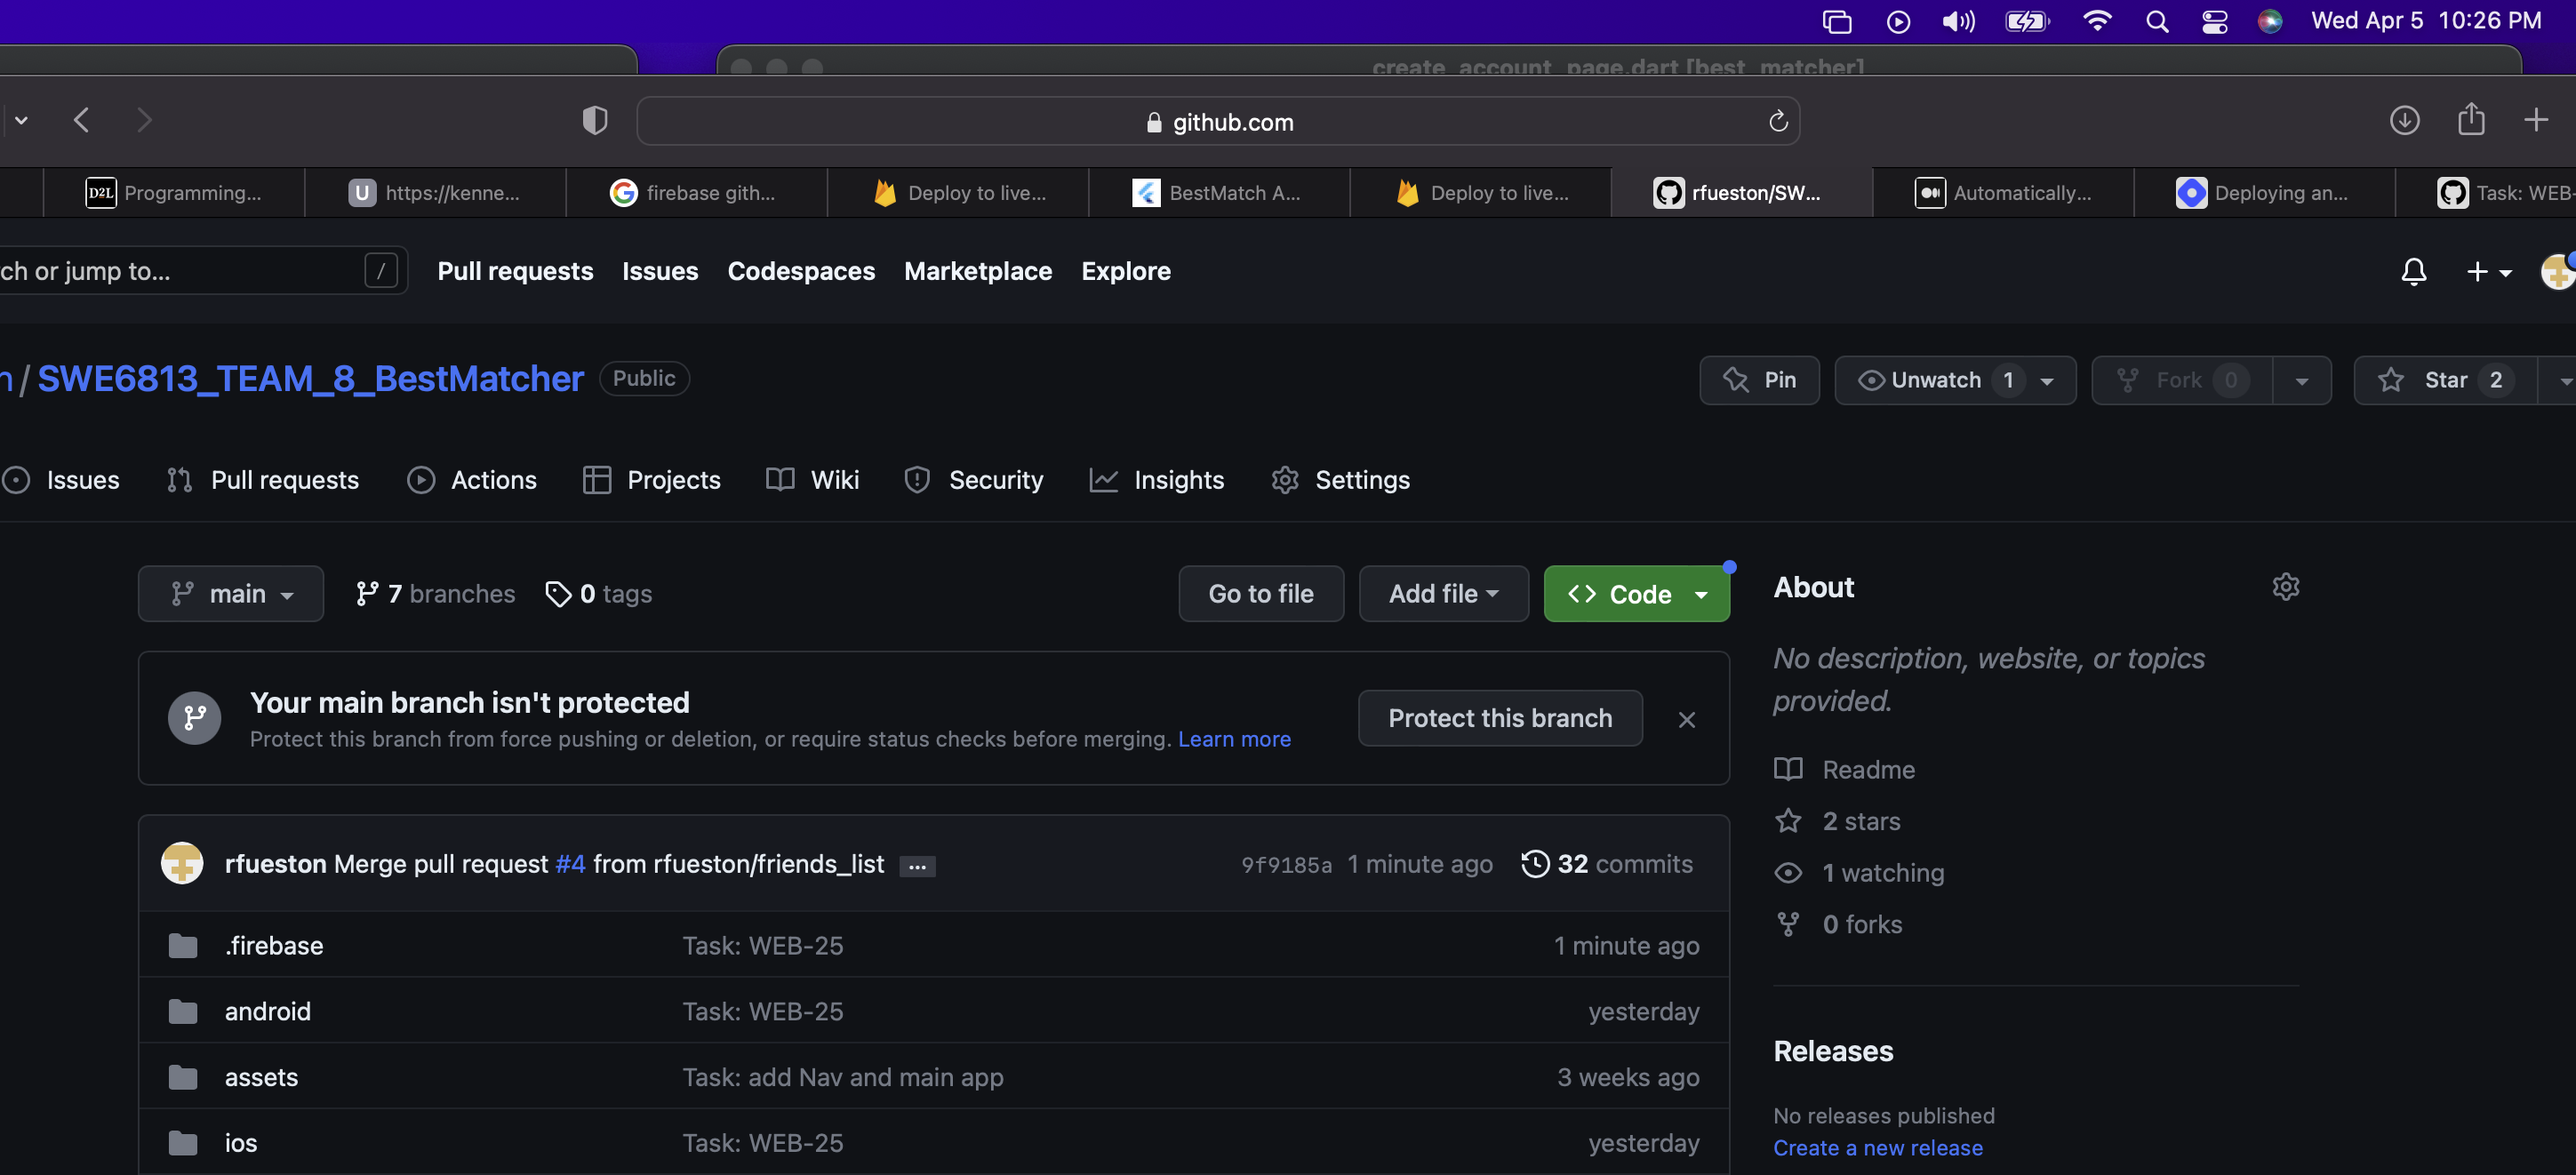 Wed Apr 5 10:26 PM
create_account_page.dart [best_matcher]
github.com
D2L Programming...
U https://kenne...
firebase gith...
Deploy to live...
BestMatch A...
Deploy to live...
rfueston/SW...
Automatically...
Deploying an...
Task: WEB-
ch or jump to... /
Pull requests Issues Codespaces Marketplace Explore
n / SWE6813_TEAM_8_BestMatcher Public
Pin Unwatch 1 Fork 0 Star 2
Issues Pull requests Actions Projects Wiki Security Insights Settings
main 7 branches 0 tags
Go to file Add file <> Code
Your main branch isn't protected
Protect this branch from force pushing or deletion, or require status checks before merging. Learn more
Protect this branch
rfueston Merge pull request #4 from rfueston/friends_list ... 9f9185a 1 minute ago 32 commits
.firebase Task: WEB-25 1 minute ago
android Task: WEB-25 yesterday
assets Task: add Nav and main app 3 weeks ago
ios Task: WEB-25 yesterday
About
No description, website, or topics
provided.
Readme
2 stars
1 watching
0 forks
Releases
No releases published
Create a new release